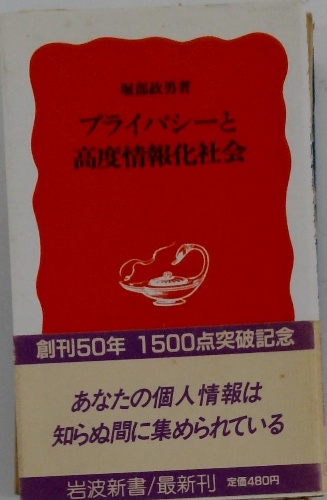 堀部政男著
プライバシーと
高度情報化社会
創刊50年 1500点突破記念
あなたの個人情報は
知らぬ間に集められている
岩波新書/最新刊 定価480円